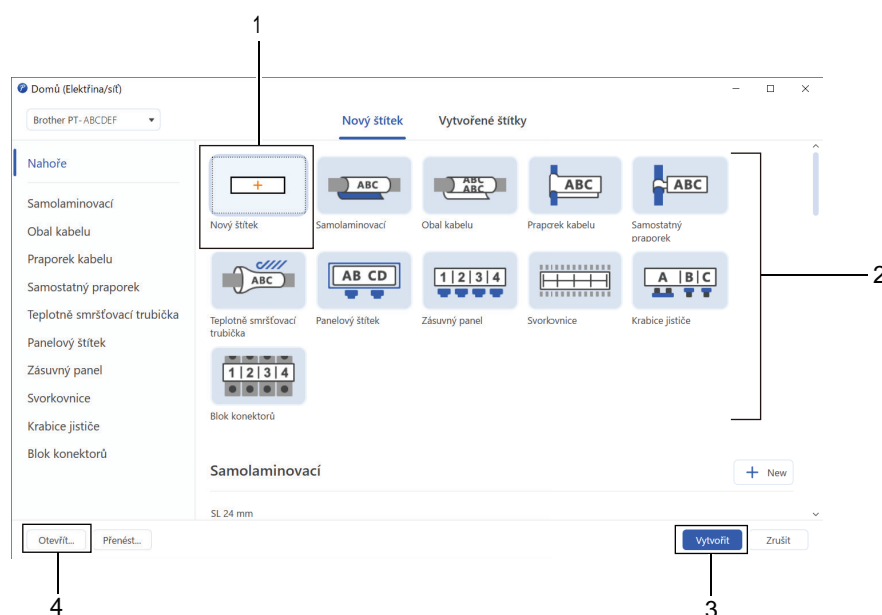 1
Domů (Elektřina/síť)
Brother PT-ABCDEF
Nový štítek
Vytvořené štítky
Nahoře
Samolaminovací
Obal kabelu
Praporek kabelu
Samostatný praporek
Teplotně smršťovací trubička
Panelový štítek
Zásuvný panel
Svorkovnice
Krabice jističe
Blok konektorů
ABC
ABC
ABC
ABC
ABC
Nový štítek
Samolaminovací
Obal kabelu
Praporek kabelu
Samostatný
praporek
ABC
AB CD
1 2 3 4
A B C
Teplotně smršťovací
trubička
Panelový štítek
Zásuvný panel
Svorkovnice
Krabice jističe
1 2 3 4
Blok konektorů
2
Samolaminovací
New
SL 24 mm
Otevřít...
Přenést...
Vytvořit
Zrušit
4
3